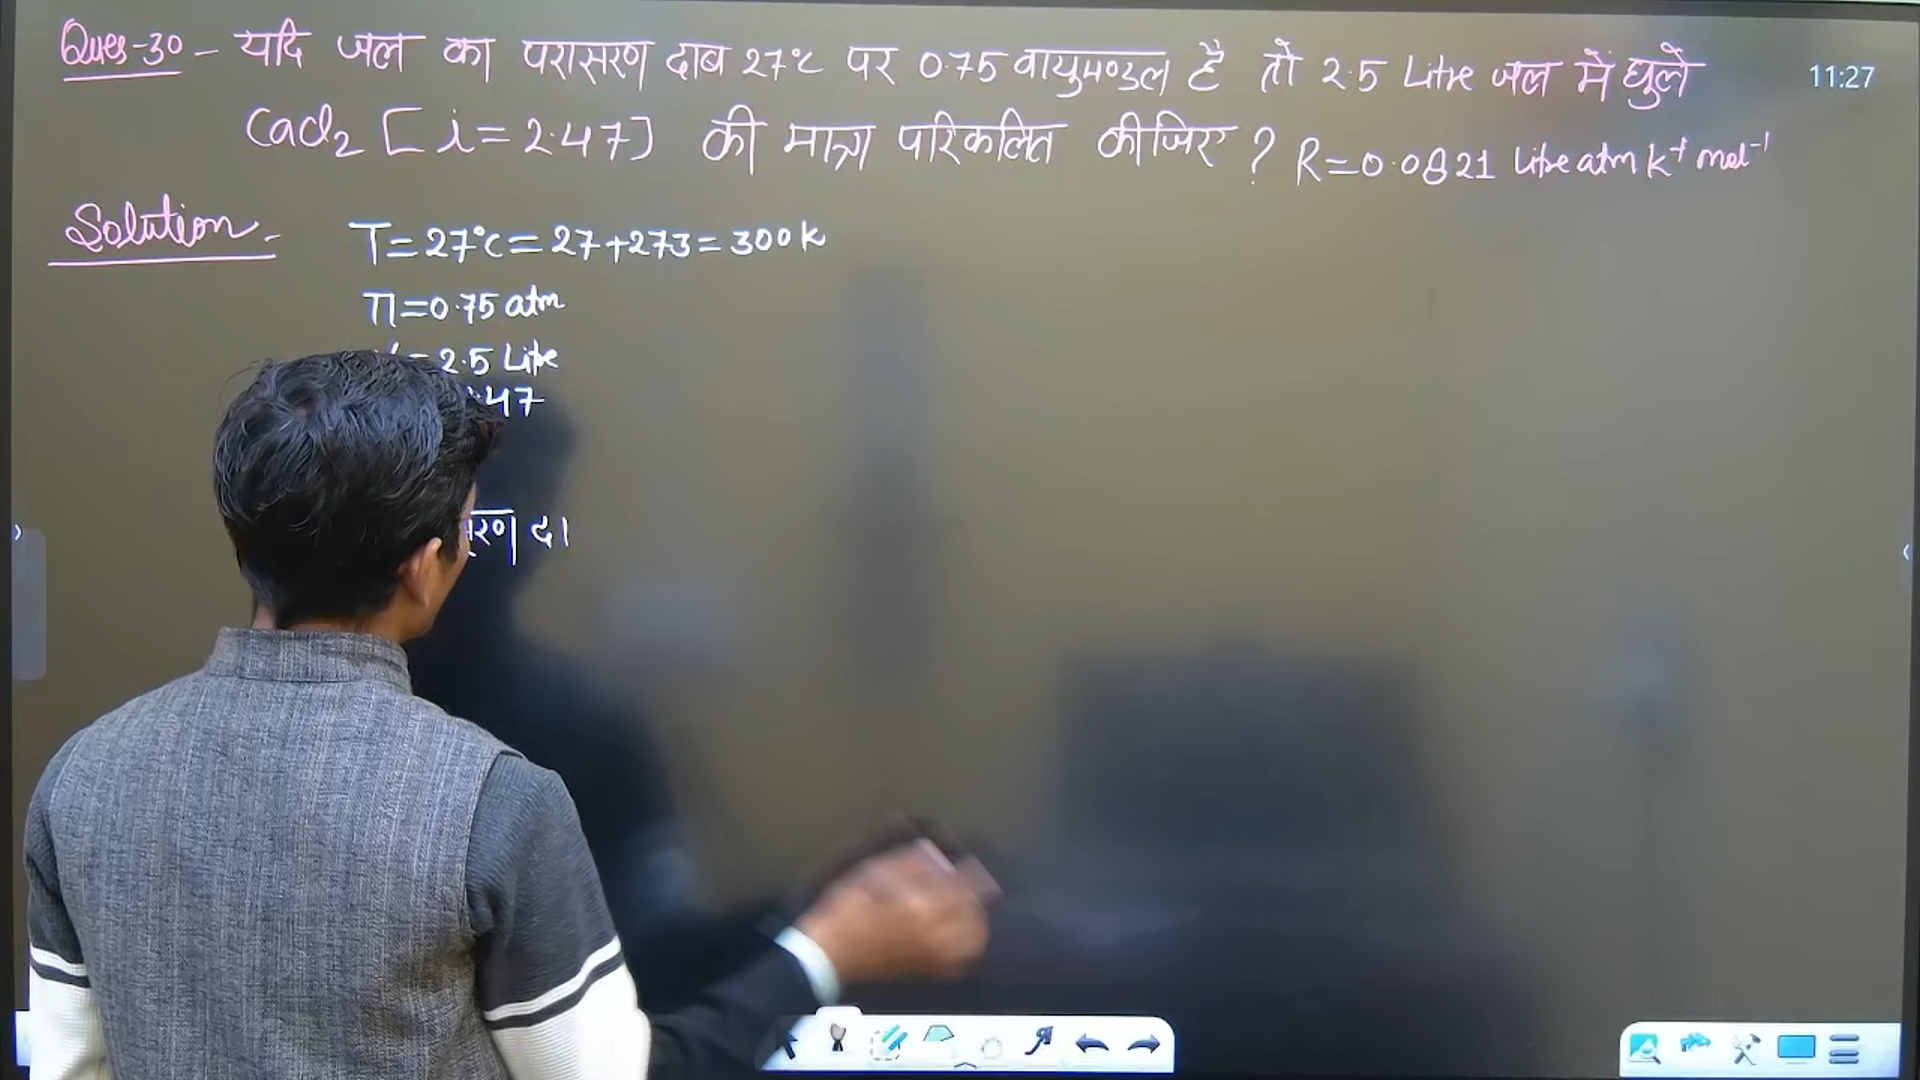 Ques-30 - यदि जल का परासरण दाब 27°C पर 0.75 वायुमण्डल है तो 2.5 Litre जल में घुले
11:27
CaCl₂ [i=2.47] की मात्रा परिकलित कीजिए ? R=0.0821 Litre atm K⁻¹ mol⁻¹
Solution -
T=27°C=27+273=300K
π=0.75 atm
=2.5 Litre
.47
सरण दा